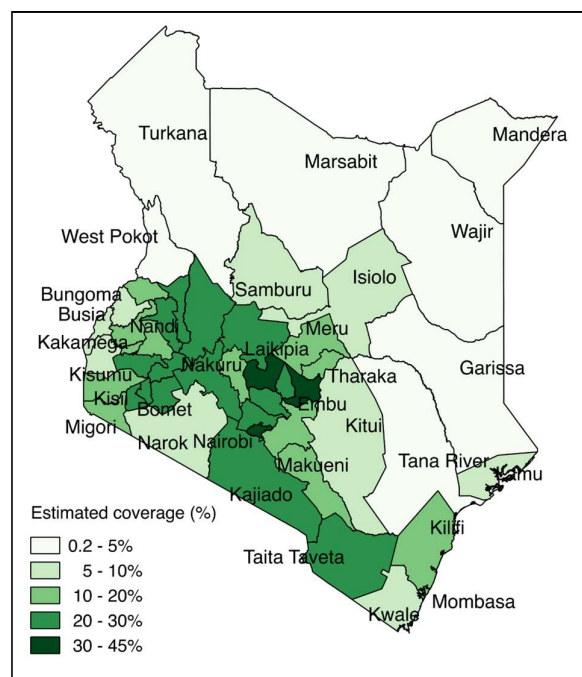 Turkana
Mandera
Marsabit
Wajir
West Pokot
Isiolo
Samburu
Bungoma
Busia
Nandi
Meru
Kakamega
Laikipia
Nakuru
Garissa
Kisumu
Tharaka
Kisii
Bomet
Embu
Migori
Narok
Nairobi
Kitui
Makueni
Tana River
Lamu
Kajiado
Estimated coverage (%)
Kilifi
0.2 - 5%
Taita Taveta
5 - 10%
10 - 20%
Mombasa
Kwale
20 - 30%
30 - 45%